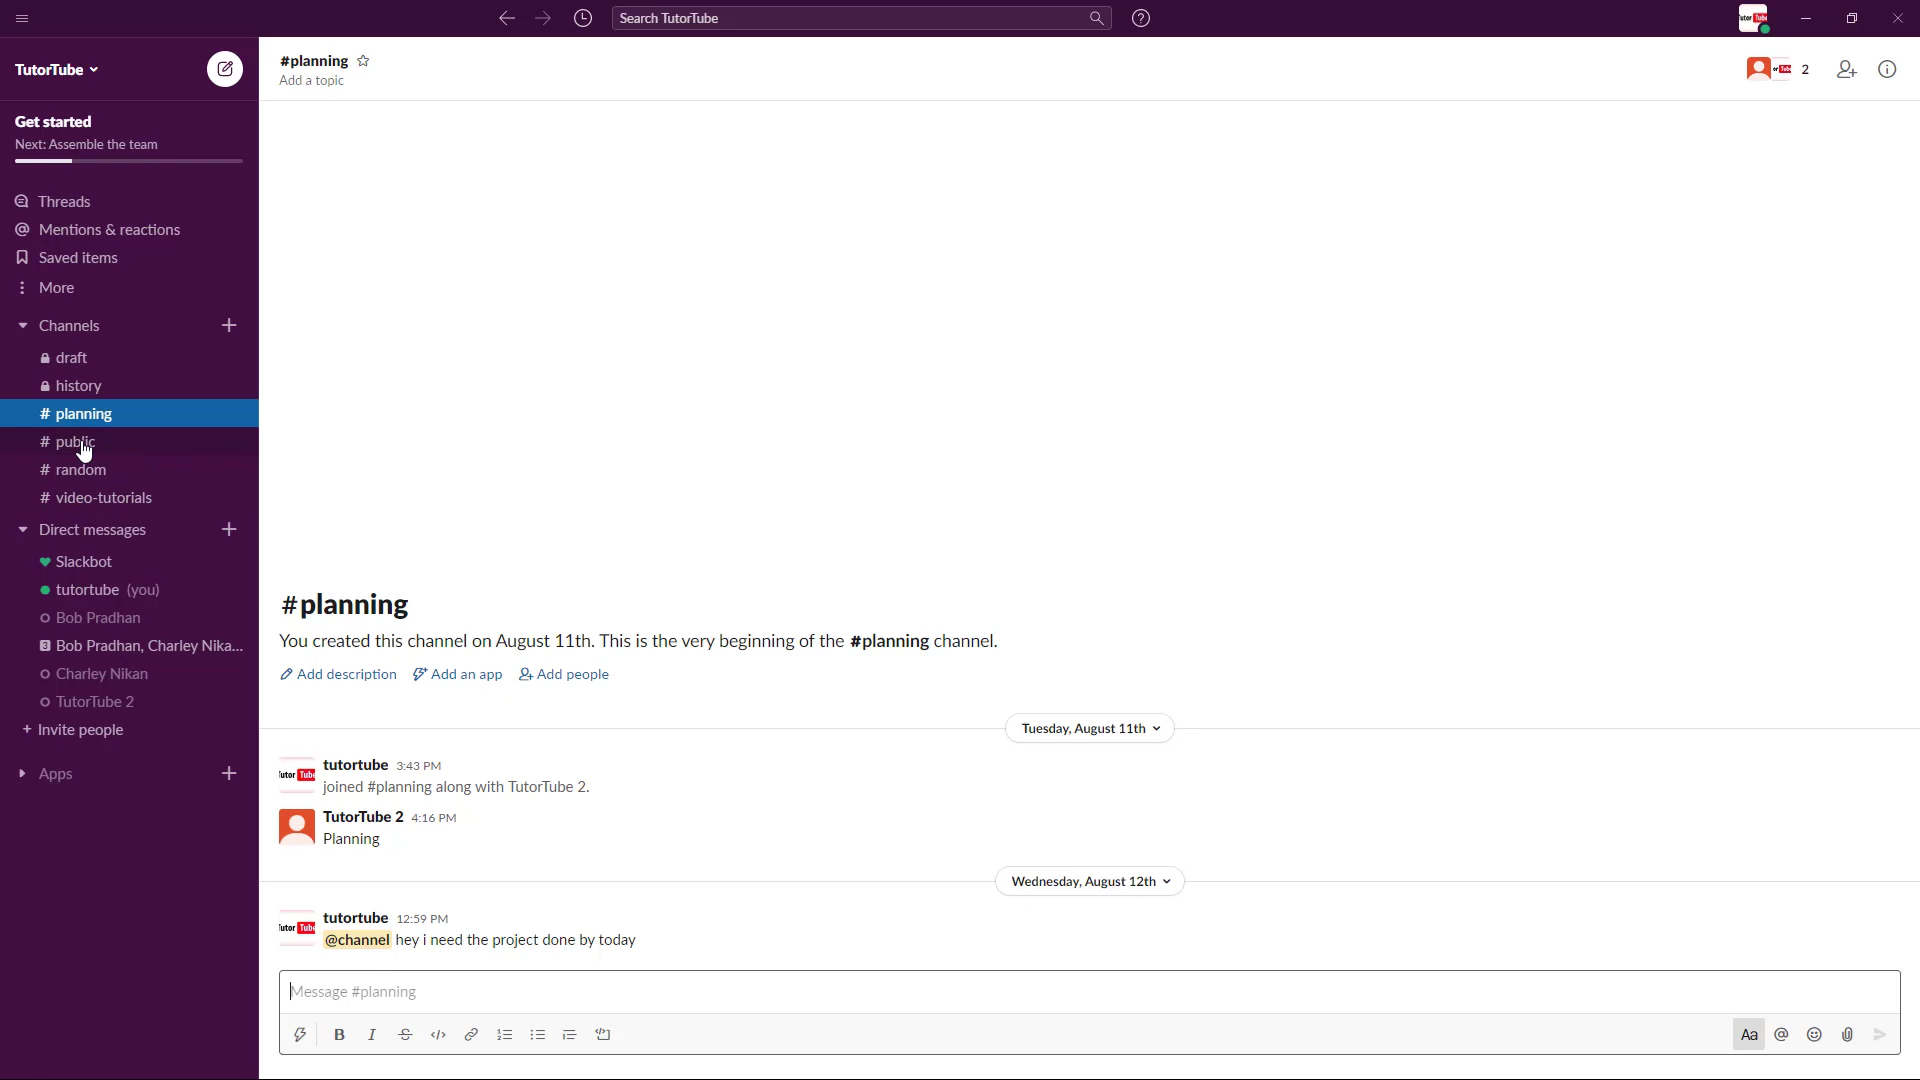 Search TutorTube
TutorTube
Get started
Next: Assemble the team
Threads
Mentions & reactions
Saved items
More
Channels
draft
history
# planning
# public
# random
# video-tutorials
Direct messages
Slackbot
tutortube (you)
Bob Pradhan
3 Bob Pradhan, Charley Nika...
Charley Nikan
TutorTube 2
+ Invite people
Apps
#planning
Add a topic
2
#planning
You created this channel on August 11th. This is the very beginning of the #planning channel.
Add description Add an app Add people
Tuesday, August 11th
tutortube 3:43 PM
joined #planning along with TutorTube 2.
TutorTube 2 4:16 PM
Planning
Wednesday, August 12th
tutortube 12:59 PM
@channel hey i need the project done by today
Message #planning
B I S
Aa @